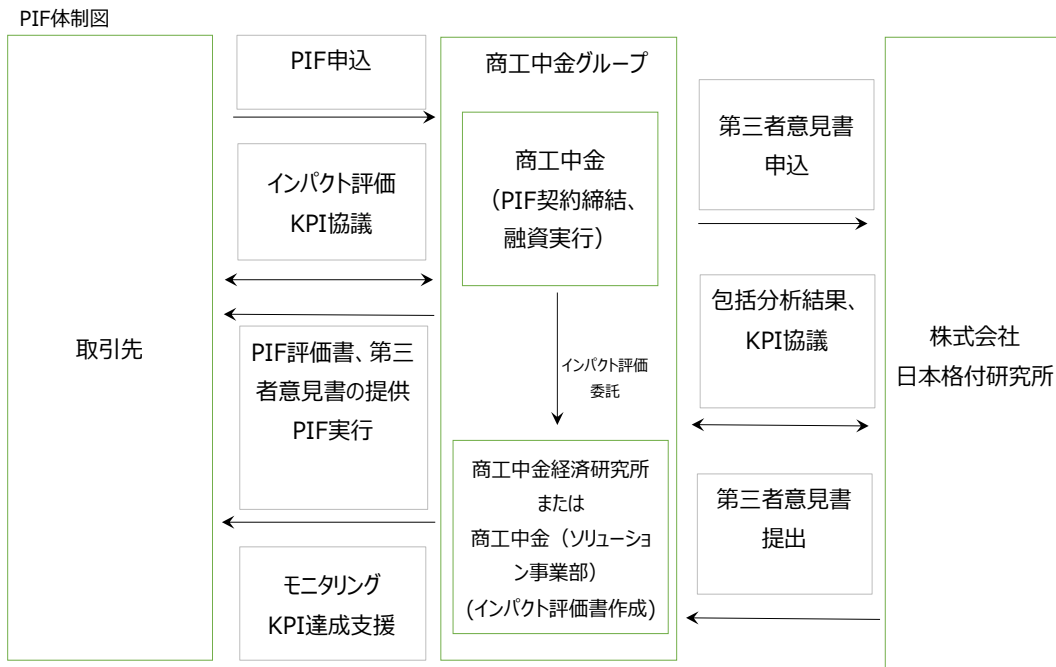 PIF体制図
取引先
PIF申込
インパクト評価
KPI協議
PIF評価書、第三
者意見書の提供
PIF実行
モニタリング
KPI達成支援
商工中金グループ
商工中金
（PIF契約締結、
融資実行）
インパクト評価
委託
商工中金経済研究所
または
商工中金（ソリューショ
ン事業部）
(インパクト評価書作成)
第三者意見書
申込
包括分析結果、
KPI協議
第三者意見書
提出
株式会社
日本格付研究所